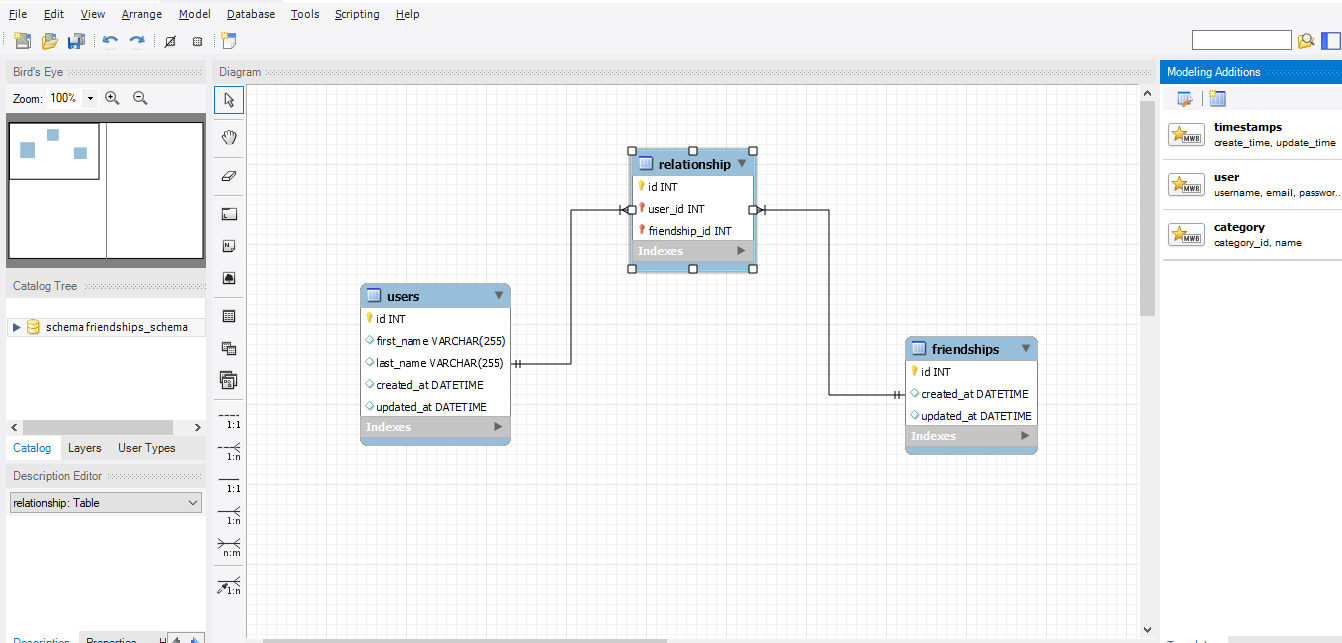 File Edit View Arrange Model Database Tools Scripting Help
Bird's Eye
Zoom: 100%
Catalog Tree
schema friendships_schema
Catalog Layers User Types
Description Editor
relationship: Table
Description Properties H
Diagram
1:1
1:n
1:1
1:n
n:m
1:n
relationship
id INT
user_id INT
friendship_id INT
Indexes
users
id INT
first_name VARCHAR(255)
last_name VARCHAR(255)
created_at DATETIME
updated_at DATETIME
Indexes
friendships
id INT
created_at DATETIME
updated_at DATETIME
Indexes
Modeling Additions
MWB
timestamps
create_time, update_time
MWB
user
username, email, passwor...
MWB
category
category_id, name